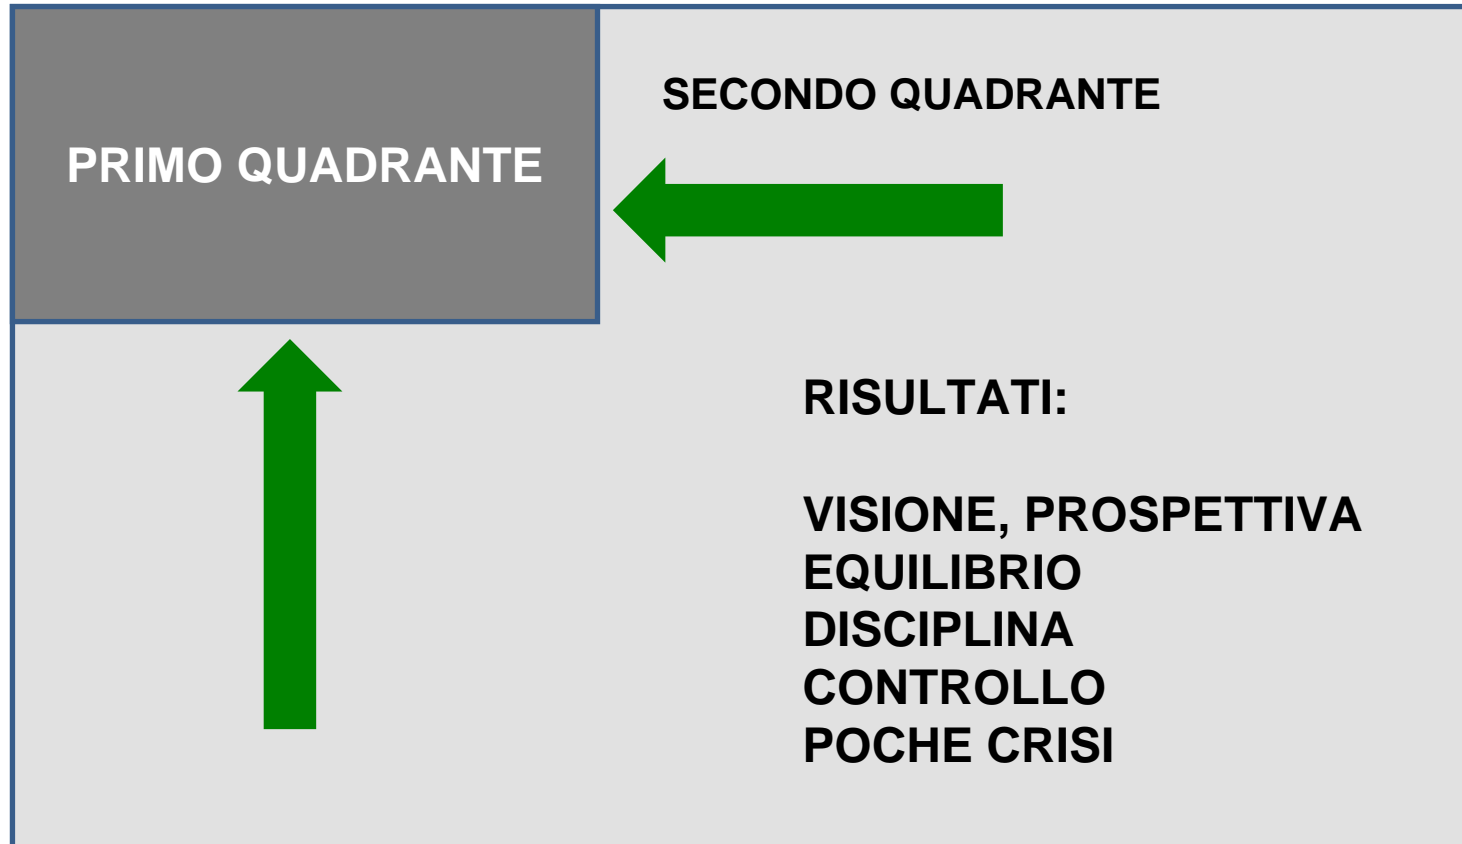 PRIMO QUADRANTE
SECONDO QUADRANTE
RISULTATI:
VISIONE, PROSPETTIVA
EQUILIBRIO
DISCIPLINA
CONTROLLO
POCHE CRISI